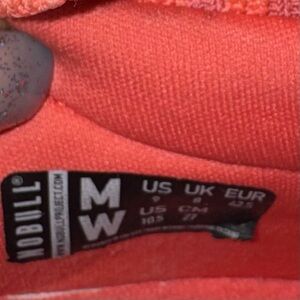 NOBULL®
WWW.NOBULLPROJECT.COM
M US UK EUR
9 8 42.5
W US CM
10.5 27